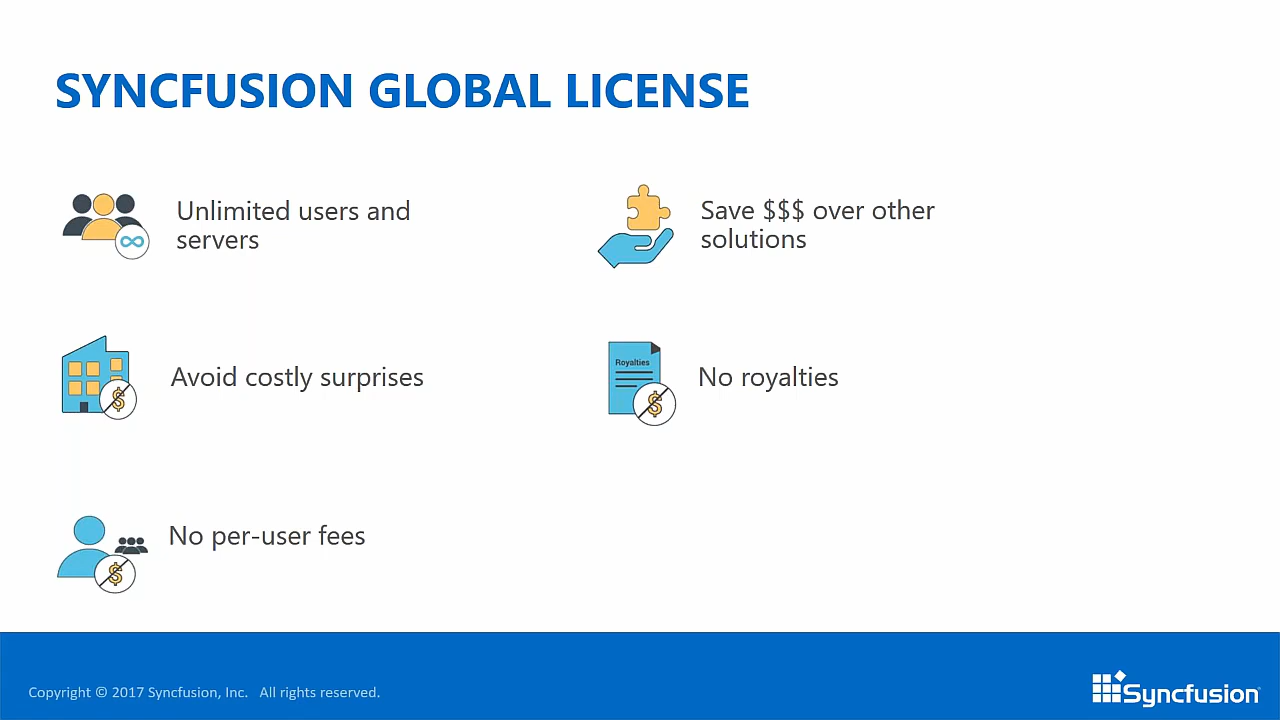 SYNCFUSION GLOBAL LICENSE
Unlimited users and
servers
Save $$$ over other
solutions
Avoid costly surprises
Royalties
$
$
No royalties
No per-user fees
$
Copyright © 2017 Syncfusion, Inc.   All rights reserved.
Syncfusion